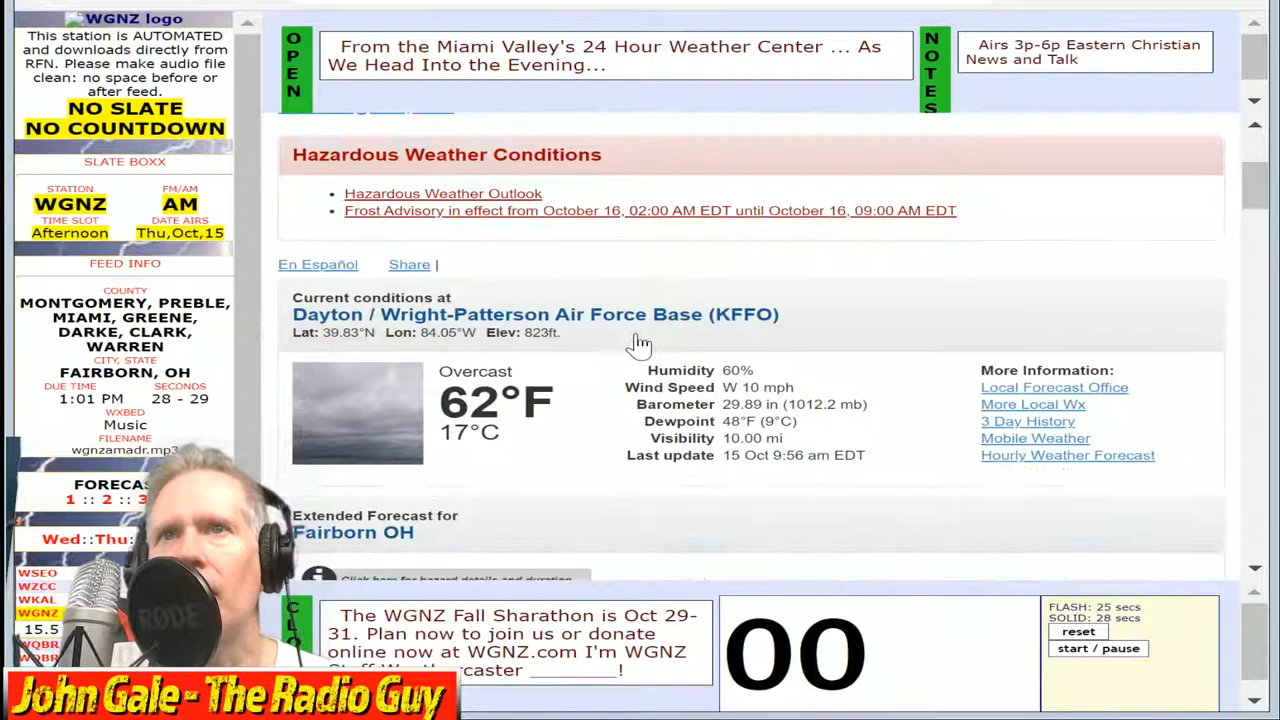 WGNZ logo
This station is AUTOMATED
and downloads directly from
RFN. Please make audio file
clean: no space before or
after feed.
NO SLATE
NO COUNTDOWN
SLATE BOXX
STATION FM/AM
WGNZ AM
TIME SLOT DATE AIRS
Afternoon Thu,Oct,15
FEED INFO
COUNTY
MONTGOMERY, PREBLE,
MIAMI, GREENE,
DARKE, CLARK,
WARREN
CITY, STATE
FAIRBORN, OH
DUE TIME SECONDS
1:01 PM 28 - 29
WXBED
Music
FILENAME
wgnzamadr.mp3
1 :: 2 :: 3
Wed::Thu:
WSEO
WZCC
WKAL
WGNZ
15.5
WQBR
OPEN
From the Miami Valley's 24 Hour Weather Center ... As
We Head Into the Evening...
NOTES
Airs 3p-6p Eastern Christian
News and Talk
Hazardous Weather Conditions
Hazardous Weather Outlook
Frost Advisory in effect from October 16, 02:00 AM EDT until October 16, 09:00 AM EDT
En Español Share |
Current conditions at
Dayton / Wright-Patterson Air Force Base (KFFO)
Lat: 39.83°N Lon: 84.05°W Elev: 823ft.
Overcast
62°F
17°C
Humidity 60%
Wind Speed W 10 mph
Barometer 29.89 in (1012.2 mb)
Dewpoint 48°F (9°C)
Visibility 10.00 mi
Last update 15 Oct 9:56 am EDT
More Information:
Local Forecast Office
More Local Wx
3 Day History
Mobile Weather
Hourly Weather Forecast
Extended Forecast for
Fairborn OH
Click here for hazard details and duration
The WGNZ Fall Sharathon is Oct 29-
31. Plan now to join us or donate
online now at WGNZ.com I'm WGNZ
00
FLASH: 25 secs
SOLID: 28 secs
reset
start / pause
RØDE
John Gale - The Radio Guy